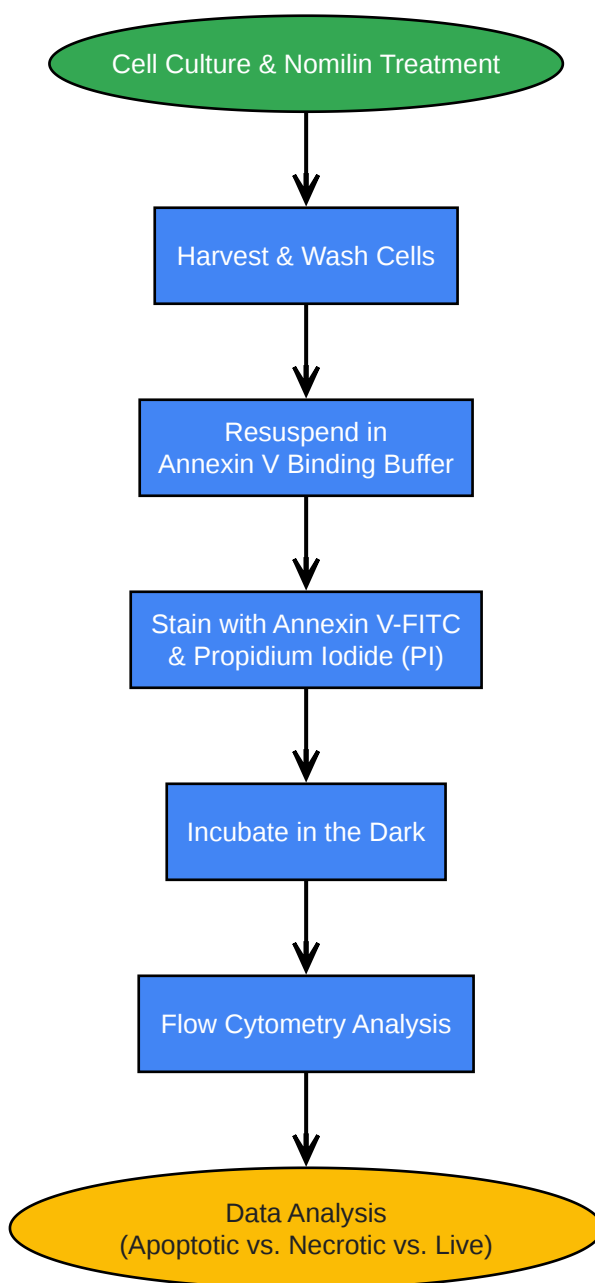 Cell Culture & Nomilin Treatment
Harvest & Wash Cells
Resuspend in
Annexin V Binding Buffer
Stain with Annexin V-FITC
& Propidium Iodide (PI)
Incubate in the Dark
Flow Cytometry Analysis
Data Analysis
(Apoptotic vs. Necrotic vs. Live)